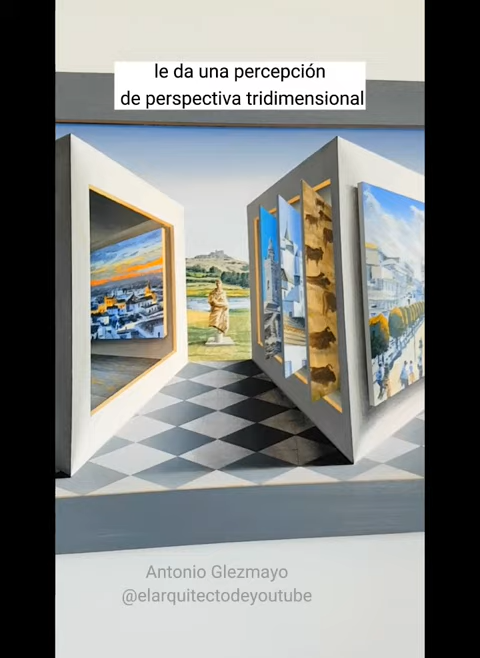 le da una percepción
de perspectiva tridimensional
Antonio Glezmayo
@elarquitectodeyoutube